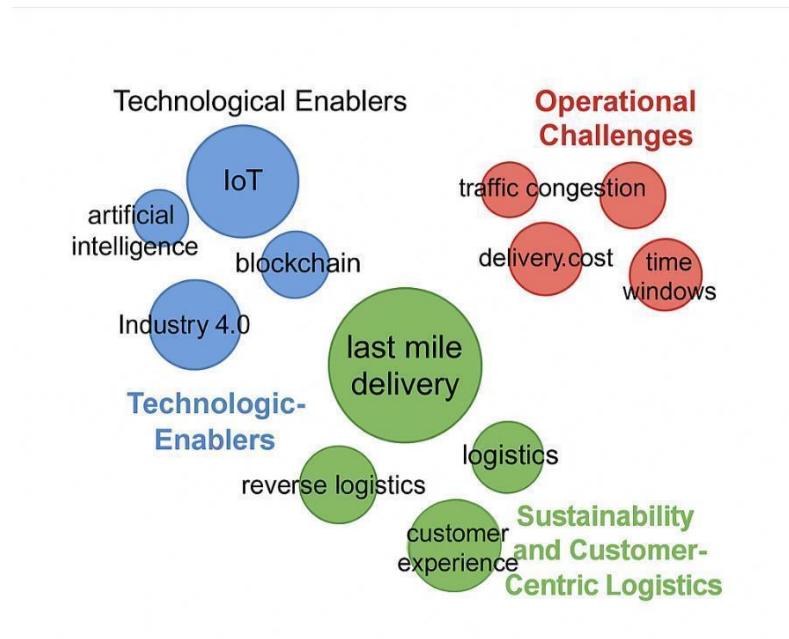 Technological Enablers
IoT
artificial
intelligence
blockchain
Industry 4.0
Technologic-
Enablers
Operational
Challenges
traffic congestion
delivery.cost
time
windows
last mile
delivery
logistics
reverse logistics
customer
experience
Sustainability
and Customer-
Centric Logistics